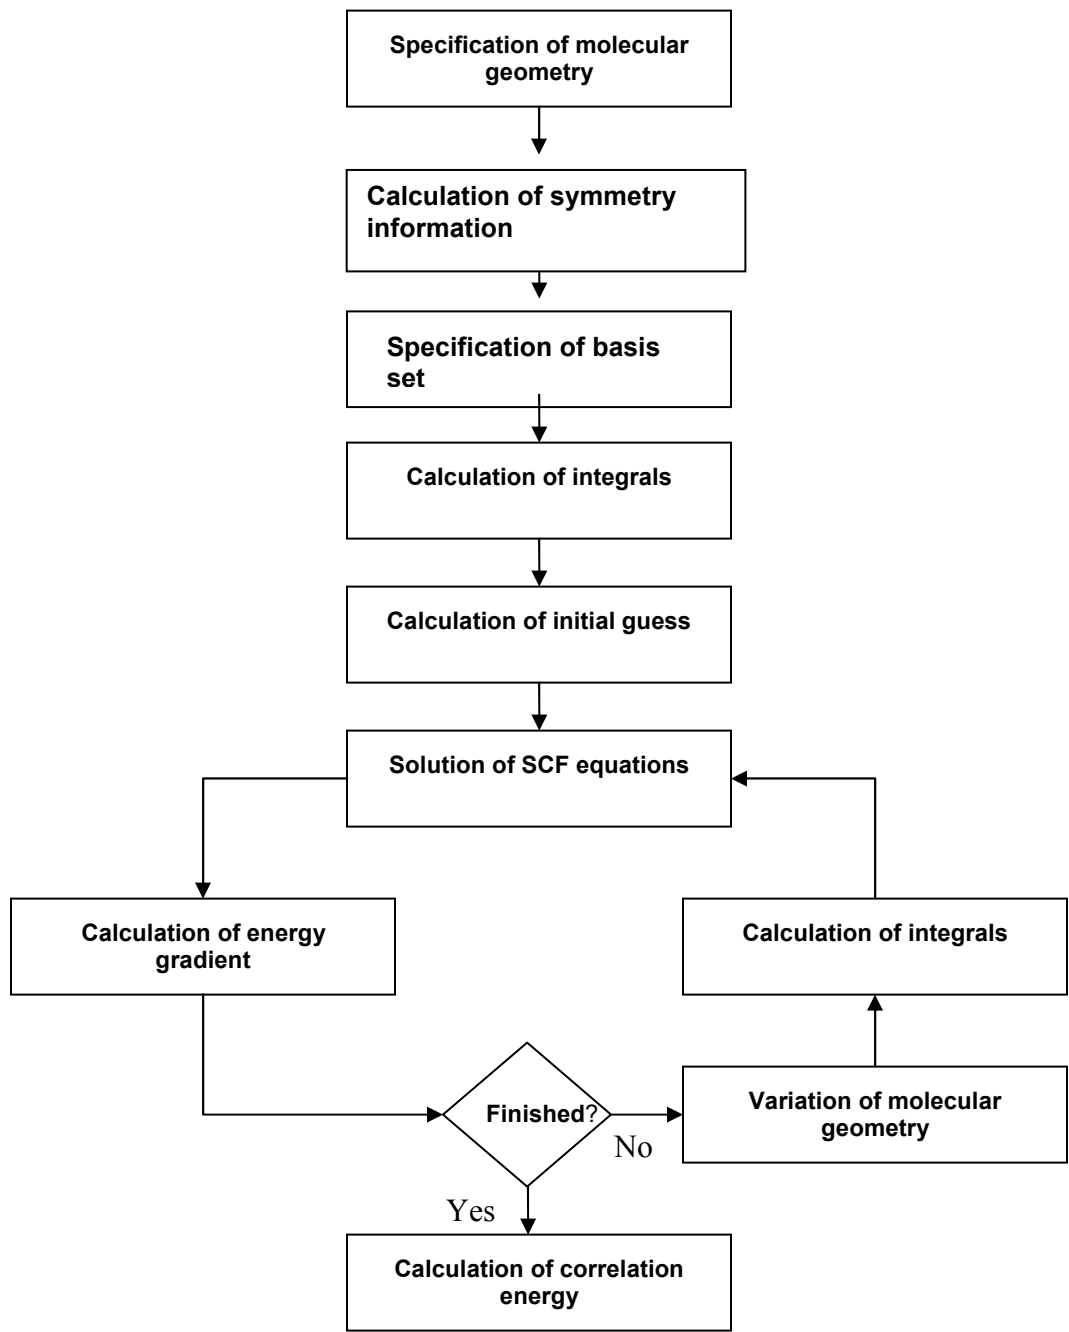 Specification of molecular
geometry
Calculation of symmetry
information
Specification of basis
set
Calculation of integrals
Calculation of initial guess
Solution of SCF equations
Calculation of energy
gradient
Calculation of integrals
Finished?
No
Variation of molecular
geometry
Yes
Calculation of correlation
energy